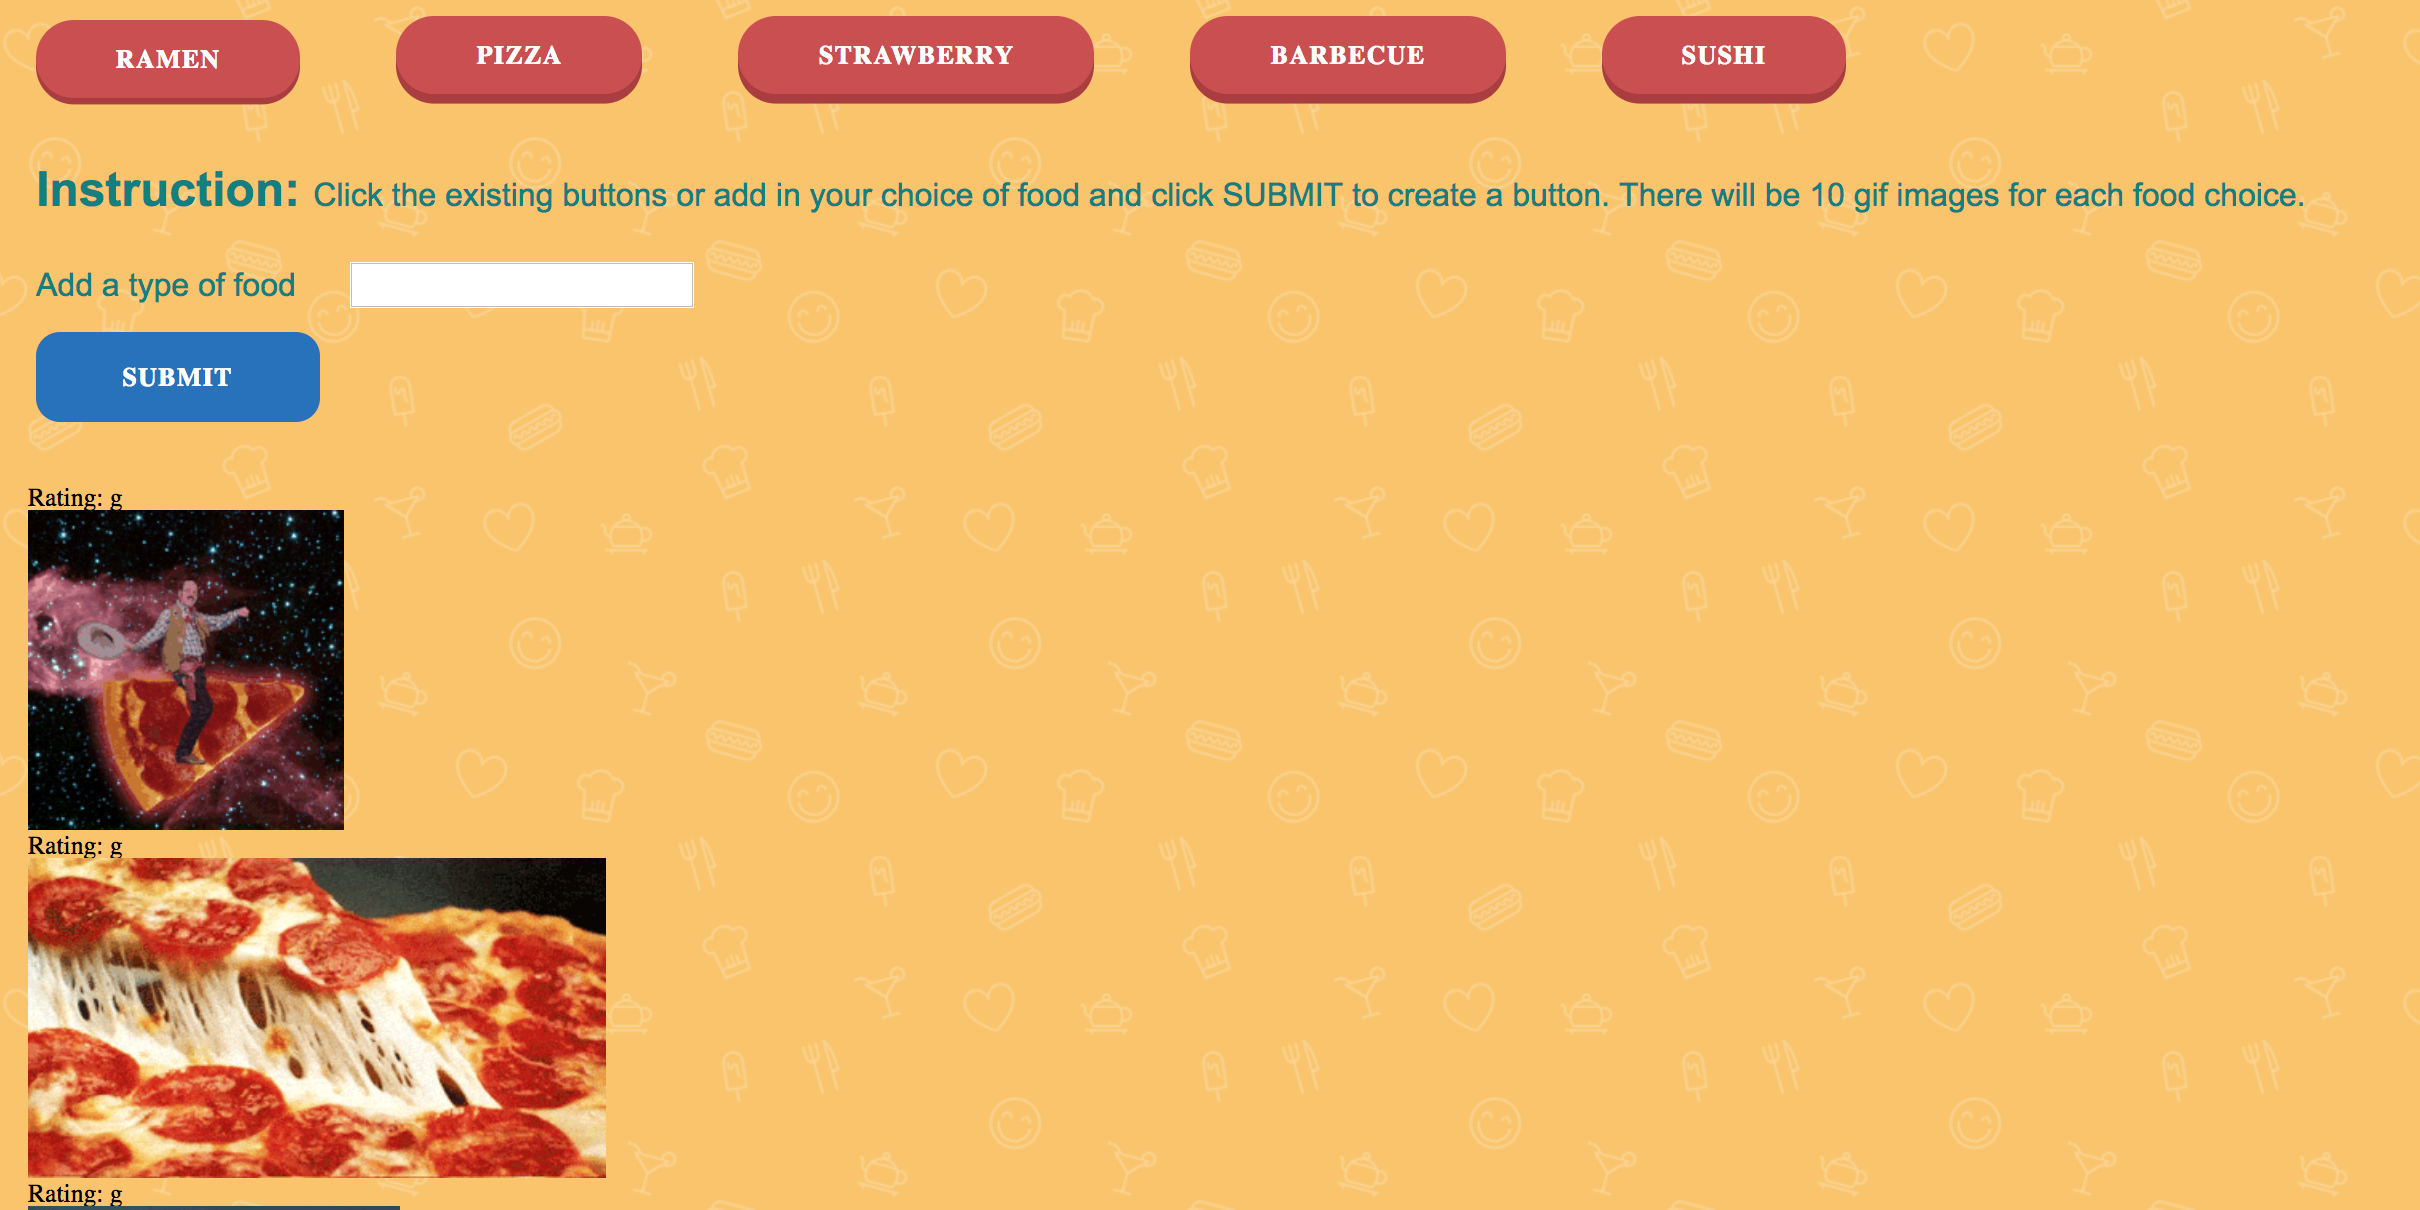 RAMEN PIZZA STRAWBERRY BARBECUE SUSHI
Instruction: Click the existing buttons or add in your choice of food and click SUBMIT to create a button. There will be 10 gif images for each food choice.
Add a type of food
SUBMIT
Rating: g
Rating: g
Rating: g